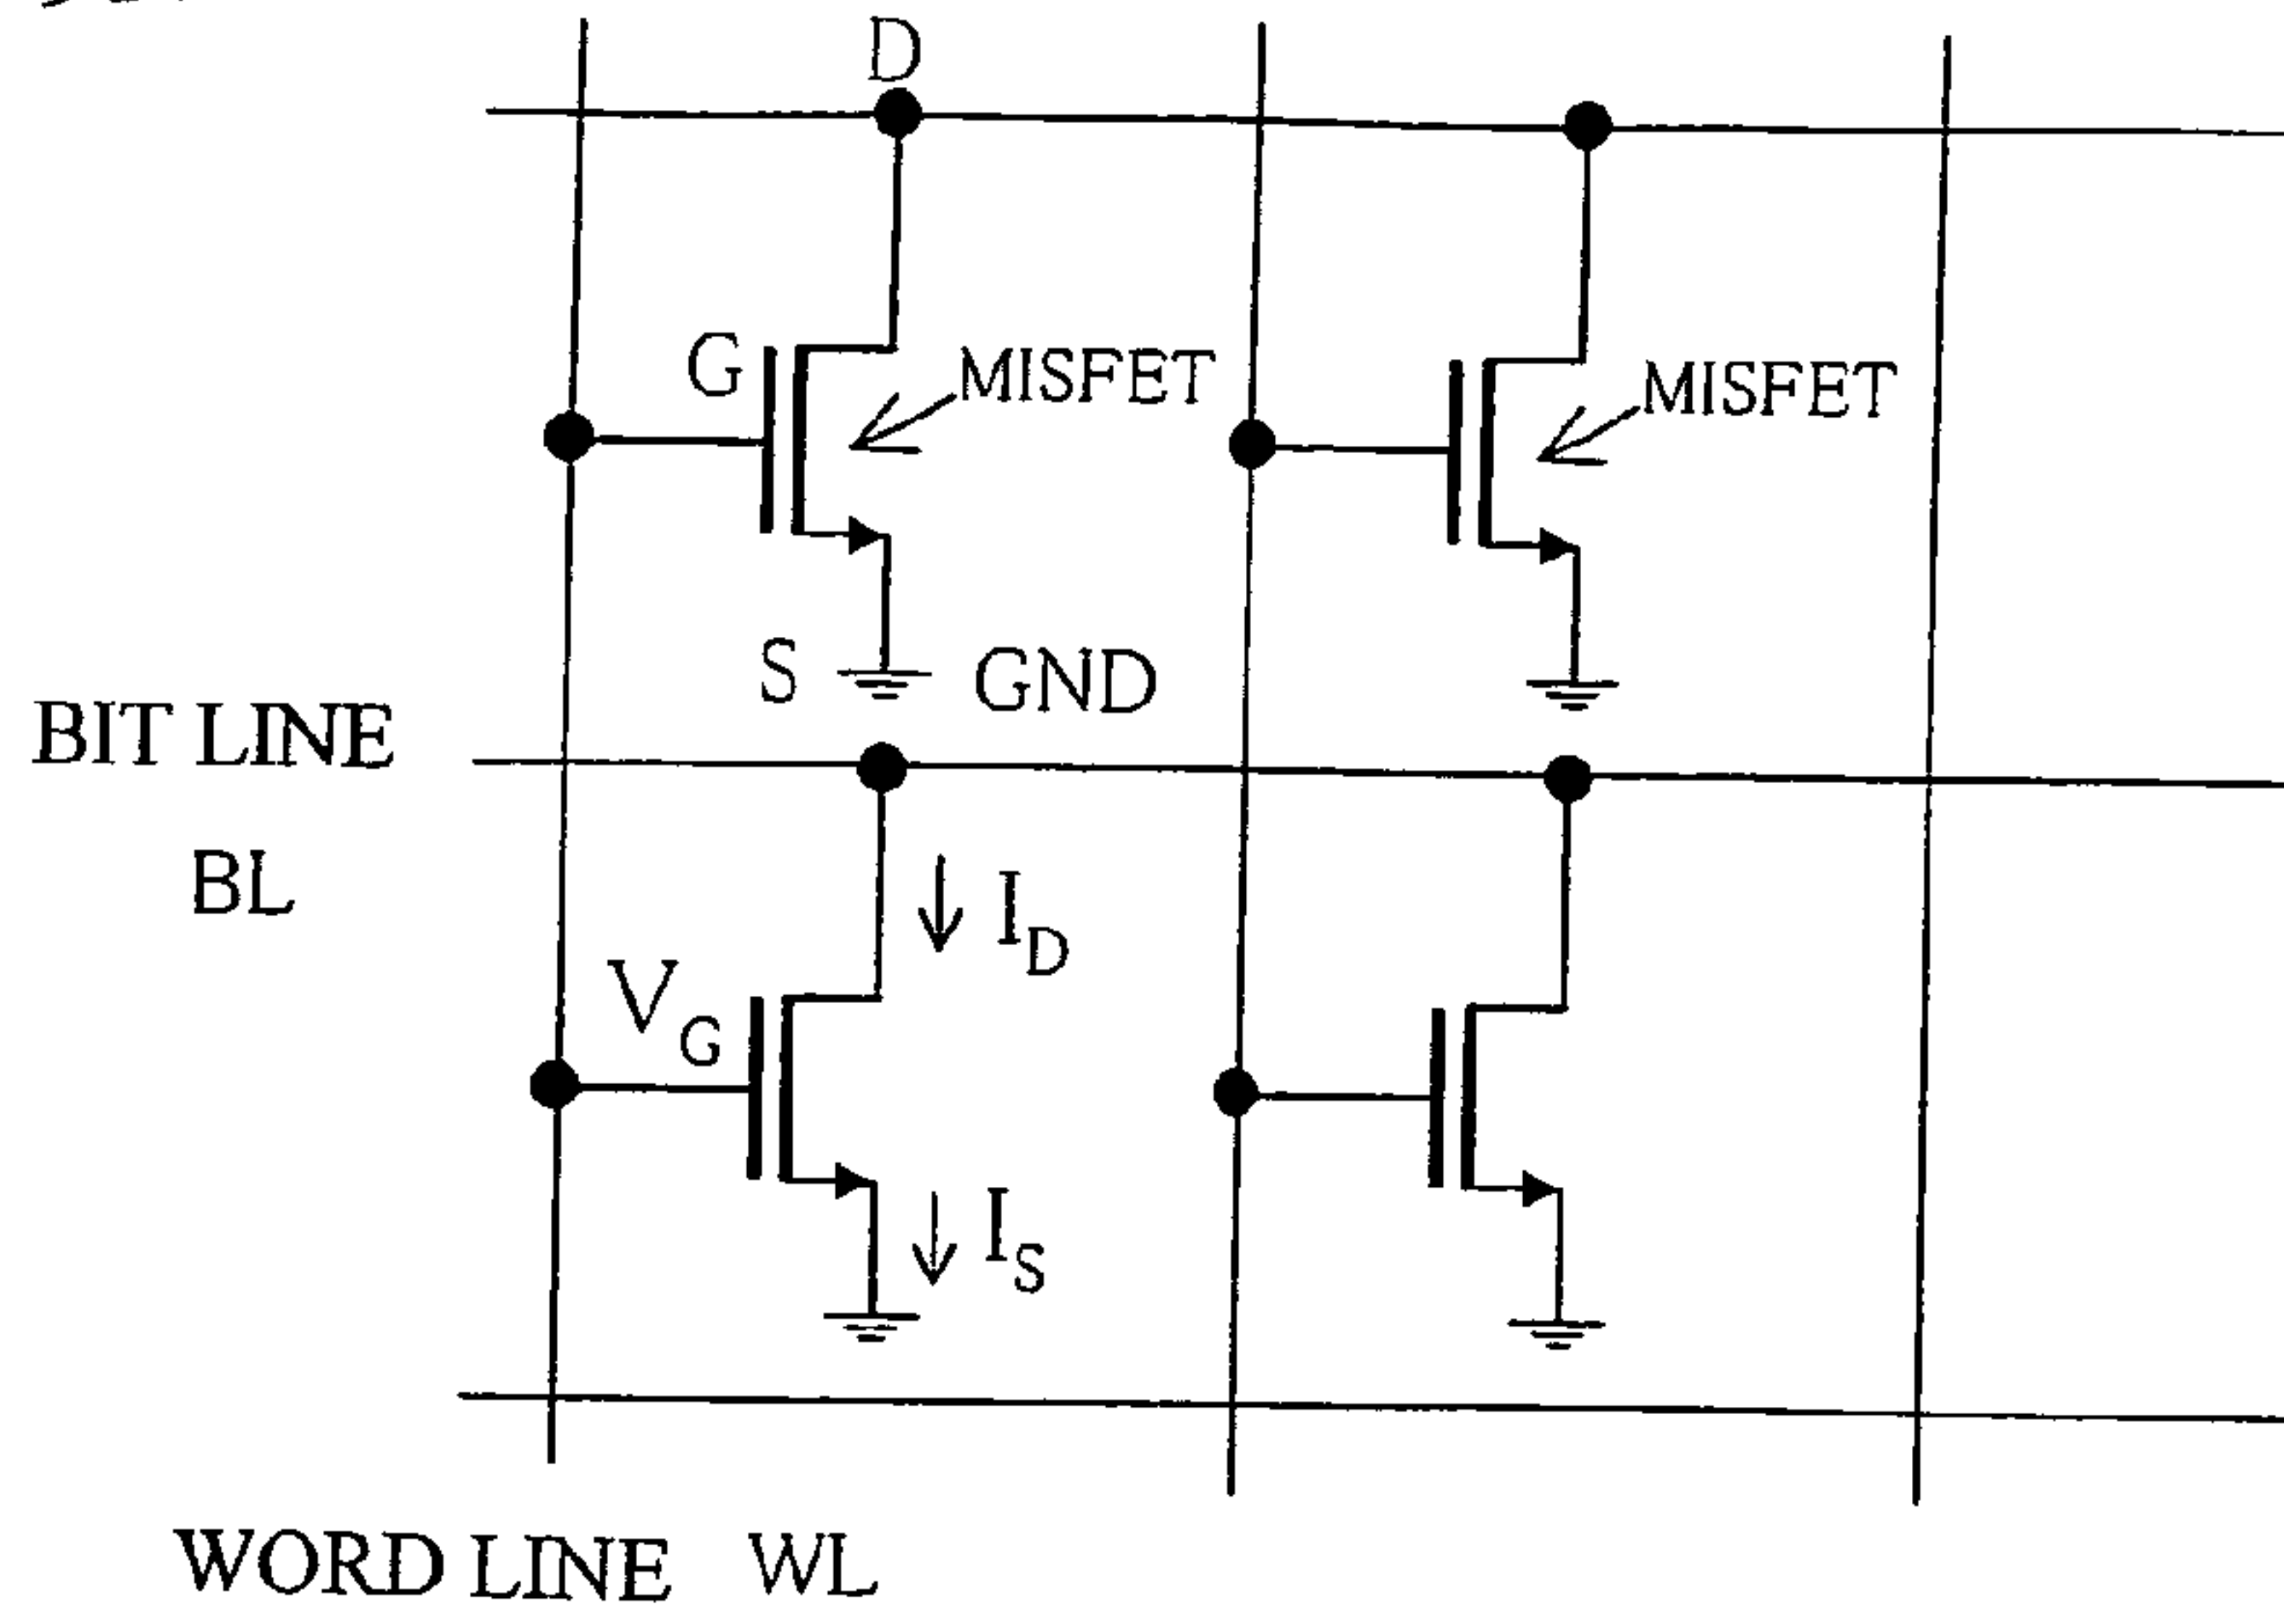 D
G
MISFET
MISFET
S
GND
BIT LINE
BL
I_D
V_G
I_S
WORD LINE WL